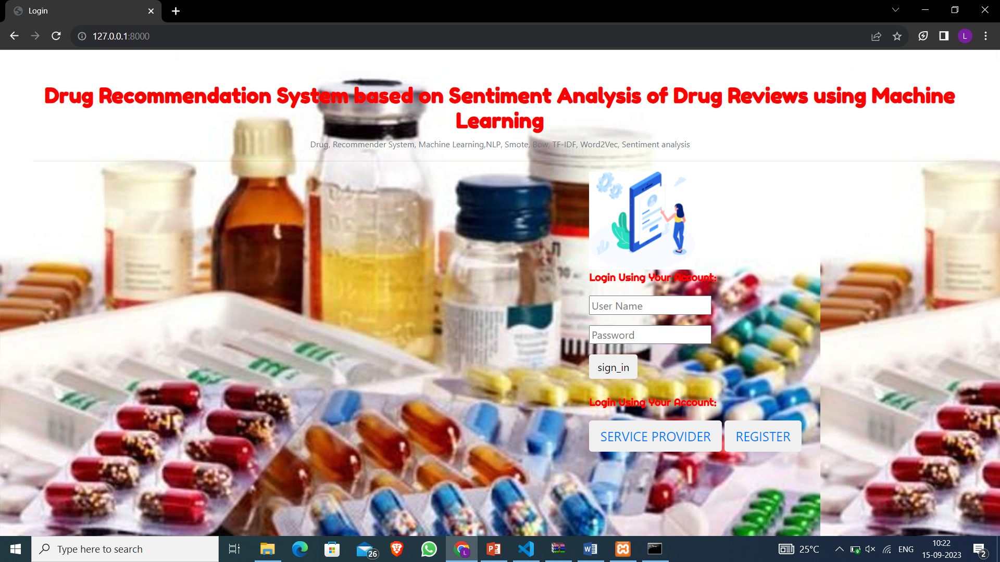 Login
127.0.0.1:8000
L
Drug Recommendation System based on Sentiment Analysis of Drug Reviews using Machine
Learning
Drug, Recommender System, Machine Learning,NLP, Smote, Bow, TF-IDF, Word2Vec, Sentiment analysis
Login Using Your Account:
User Name
Password
sign_in
Login Using Your Account:
SERVICE PROVIDER
REGISTER
Type here to search
26
L
25°C
ENG
10:22
15-09-2023
2